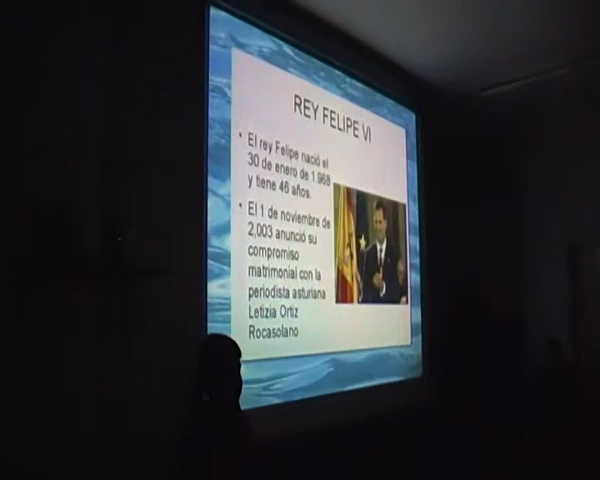 REY FELIPE VI
• El rey Felipe nació el
30 de enero de 1.968
y tiene 46 años.
• El 1 de noviembre de
2,003 anunció su
compromiso
matrimonial con la
periodista asturiana
Letizia Ortiz
Rocasolano